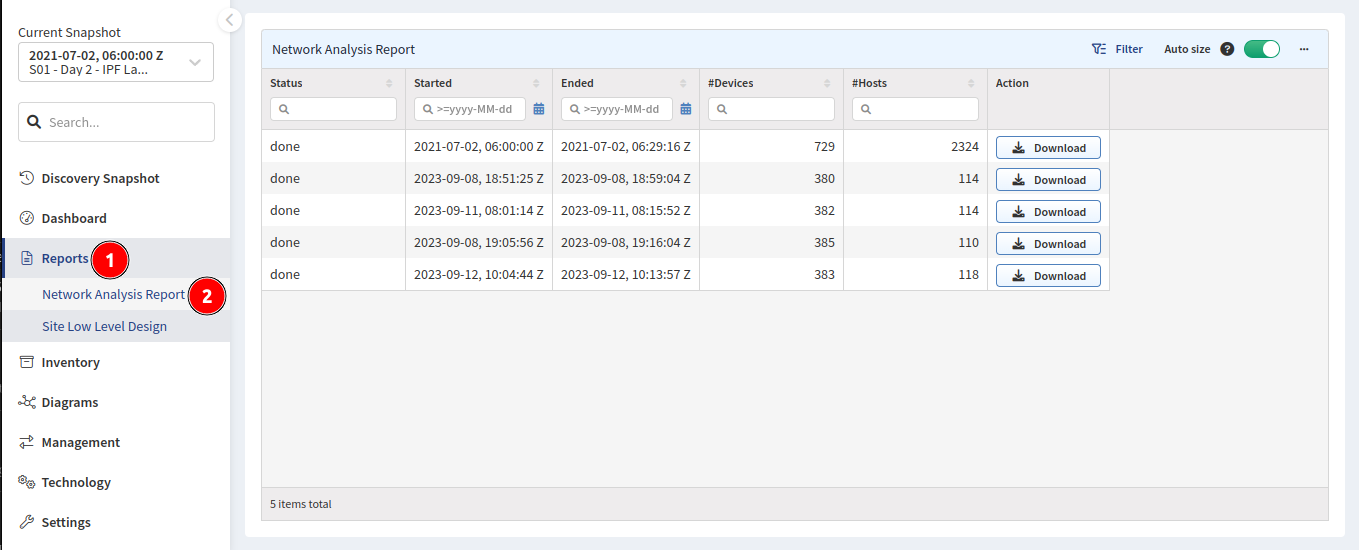 Current Snapshot
2021-07-02, 06:00:00 Z
S01 - Day 2 - IPF La...
Search...
Discovery Snapshot
Dashboard
Reports 1
Network Analysis Report 2
Site Low Level Design
Inventory
Diagrams
Management
Technology
Settings
Network Analysis Report Filter Auto size ? ...
Status Started Ended #Devices #Hosts Action
>=yyyy-MM-dd >=yyyy-MM-dd
done 2021-07-02, 06:00:00 Z 2021-07-02, 06:29:16 Z 729 2324 Download
done 2023-09-08, 18:51:25 Z 2023-09-08, 18:59:04 Z 380 114 Download
done 2023-09-11, 08:01:14 Z 2023-09-11, 08:15:52 Z 382 114 Download
done 2023-09-08, 19:05:56 Z 2023-09-08, 19:16:04 Z 385 110 Download
done 2023-09-12, 10:04:44 Z 2023-09-12, 10:13:57 Z 383 118 Download
5 items total